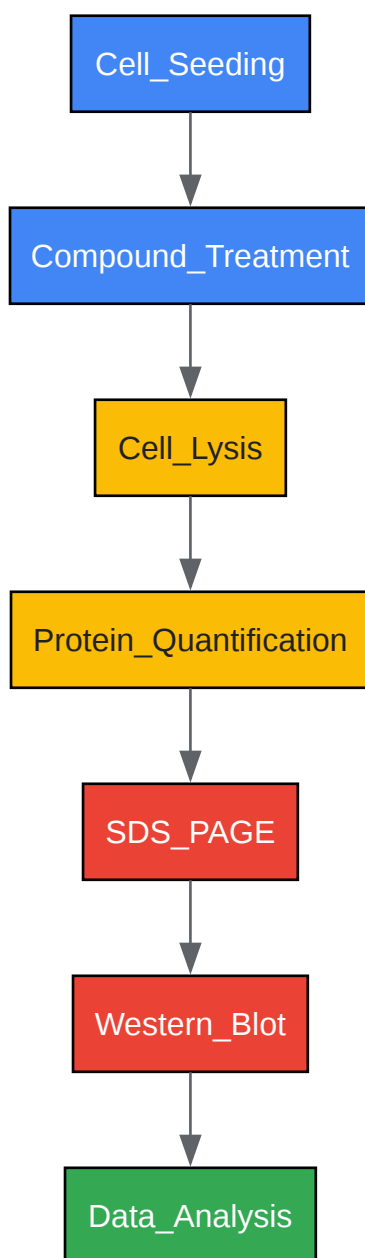 Cell_Seeding
Compound_Treatment
Cell_Lysis
Protein_Quantification
SDS_PAGE
Western_Blot
Data_Analysis